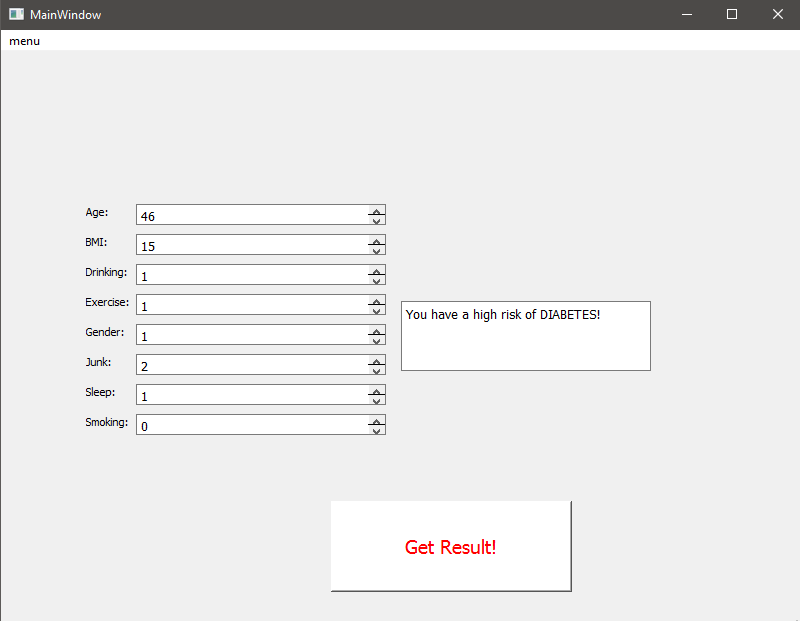 MainWindow
menu
Age: 46
BMI: 15
Drinking: 1
Exercise: 1
Gender: 1
Junk: 2
Sleep: 1
Smoking: 0
You have a high risk of DIABETES!
Get Result!